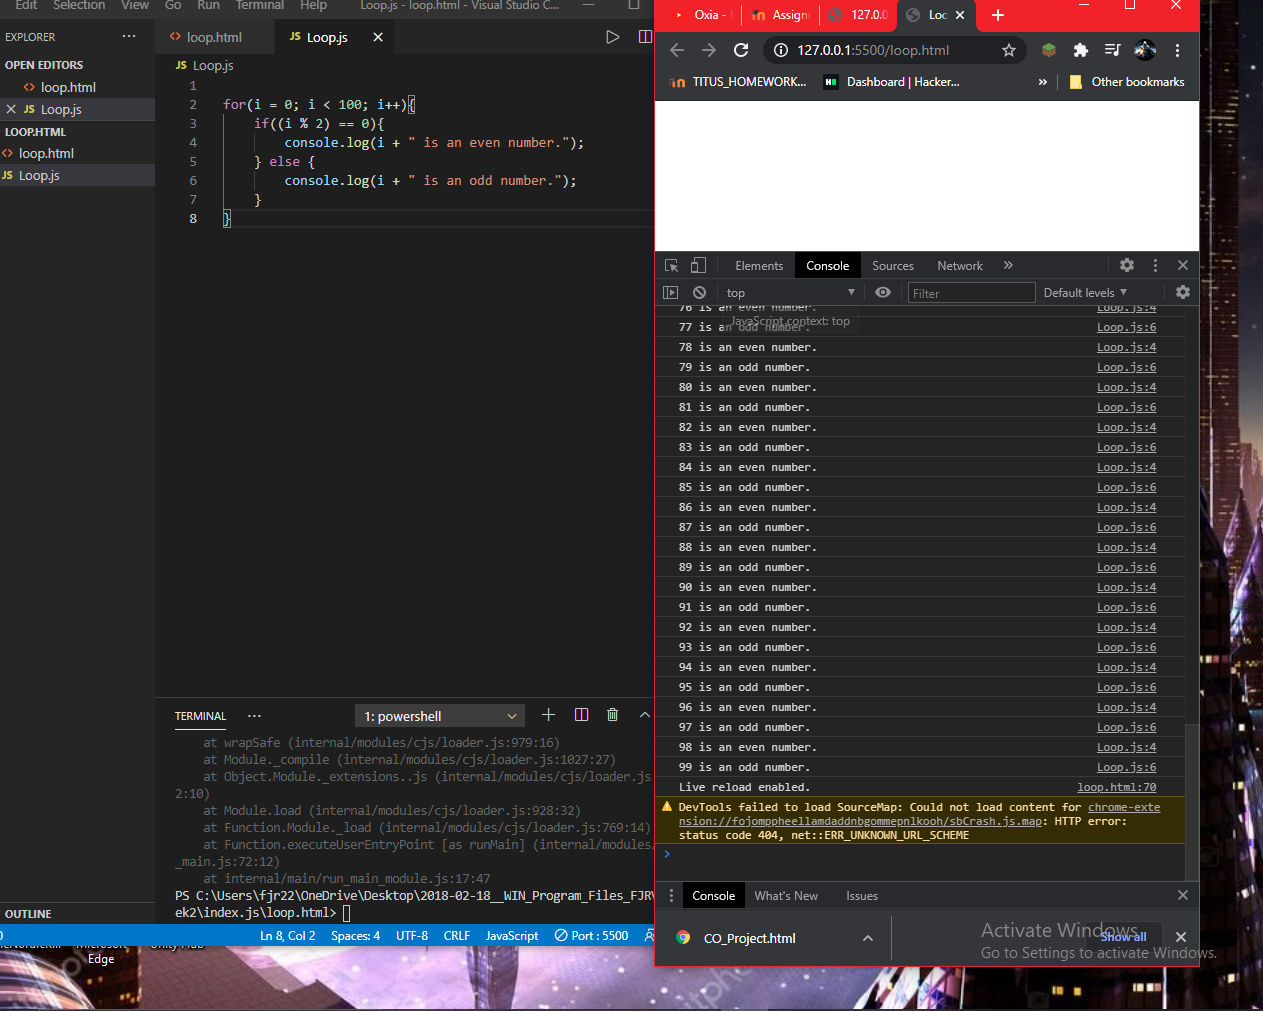 Edit Selection View Go Run Terminal Help Loop.js - loop.html - Visual Studio C...
EXPLORER ...
OPEN EDITORS
loop.html
JS Loop.js
LOOP.HTML
loop.html
JS Loop.js
OUTLINE
loop.html JS Loop.js
JS Loop.js
1
2 for(i = 0; i < 100; i++){
3 if((i % 2) == 0){
4 console.log(i + " is an even number.");
5 } else {
6 console.log(i + " is an odd number.");
7 }
8 }
TERMINAL ... 1: powershell
at wrapSafe (internal/modules/cjs/loader.js:979:16)
at Module._compile (internal/modules/cjs/loader.js:1027:27)
at Object.Module._extensions..js (internal/modules/cjs/loader.js
2:10)
at Module.load (internal/modules/cjs/loader.js:928:32)
at Function.Module._load (internal/modules/cjs/loader.js:769:14)
at Function.executeUserEntryPoint [as runMain] (internal/modules/
_main.js:72:12)
at internal/main/run_main_module.js:17:47
PS C:\Users\fjr22\OneDrive\Desktop\2018-02-18__WIN_Program_Files_FJRV
ek2\index.js\loop.html>
0 Ln 8, Col 2 Spaces: 4 UTF-8 CRLF JavaScript Port : 5500
Microsoft Unity Hub
Edge
Oxia - Assignm 127.0.0 Loc
127.0.0.1:5500/loop.html
TITUS_HOMEWORK... Dashboard | Hacker... » Other bookmarks
Elements Console Sources Network »
top Filter Default levels
JavaScript context: top
76 is an even number. Loop.js:4
77 is an odd number. Loop.js:6
78 is an even number. Loop.js:4
79 is an odd number. Loop.js:6
80 is an even number. Loop.js:4
81 is an odd number. Loop.js:6
82 is an even number. Loop.js:4
83 is an odd number. Loop.js:6
84 is an even number. Loop.js:4
85 is an odd number. Loop.js:6
86 is an even number. Loop.js:4
87 is an odd number. Loop.js:6
88 is an even number. Loop.js:4
89 is an odd number. Loop.js:6
90 is an even number. Loop.js:4
91 is an odd number. Loop.js:6
92 is an even number. Loop.js:4
93 is an odd number. Loop.js:6
94 is an even number. Loop.js:4
95 is an odd number. Loop.js:6
96 is an even number. Loop.js:4
97 is an odd number. Loop.js:6
98 is an even number. Loop.js:4
99 is an odd number. Loop.js:6
Live reload enabled. loop.html:70
DevTools failed to load SourceMap: Could not load content for chrome-exte
nsion://fojomppheellamdaddnbgommepnlkooh/sbCrash.js.map: HTTP error:
status code 404, net::ERR_UNKNOWN_URL_SCHEME
Console What's New Issues
CO_Project.html Show all
Activate Windows
Go to Settings to activate Windows.